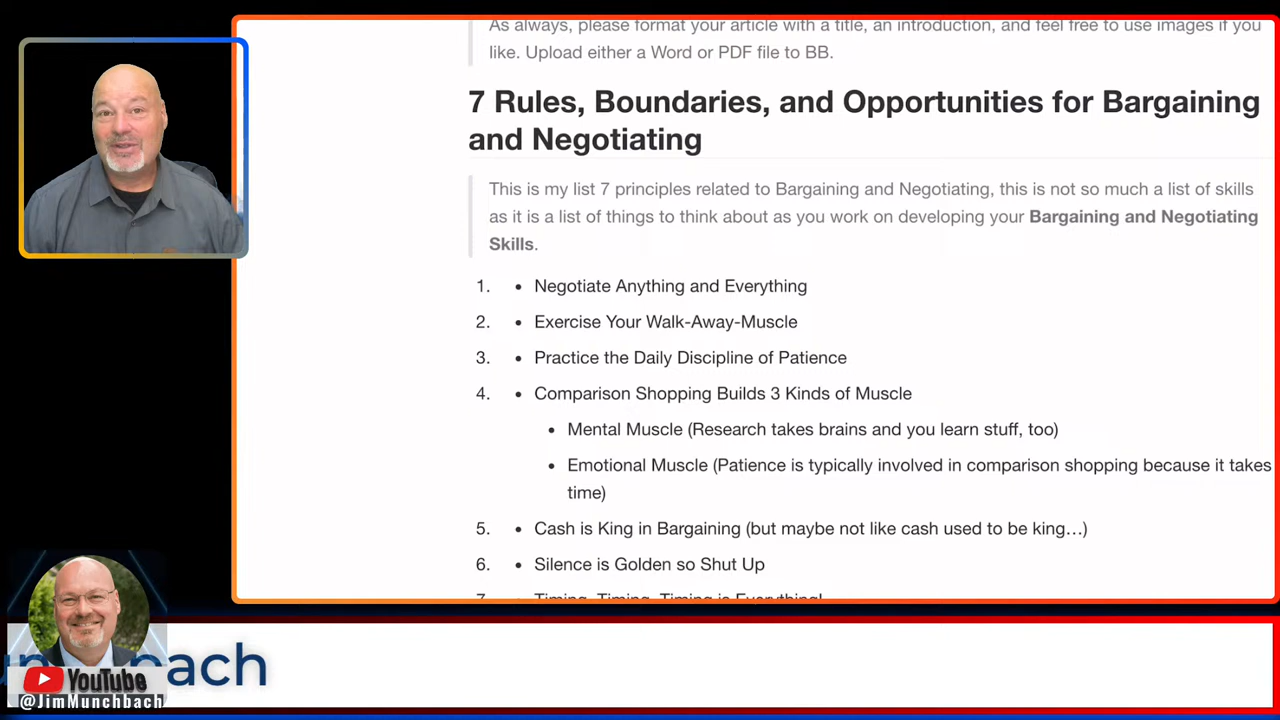 As always, please format your article with a title, an introduction, and feel free to use images if you
like. Upload either a Word or PDF file to BB.
7 Rules, Boundaries, and Opportunities for Bargaining
and Negotiating
This is my list 7 principles related to Bargaining and Negotiating, this is not so much a list of skills
as it is a list of things to think about as you work on developing your Bargaining and Negotiating
Skills.
1. • Negotiate Anything and Everything
2. • Exercise Your Walk-Away-Muscle
3. • Practice the Daily Discipline of Patience
4. • Comparison Shopping Builds 3 Kinds of Muscle
• Mental Muscle (Research takes brains and you learn stuff, too)
• Emotional Muscle (Patience is typically involved in comparison shopping because it takes
time)
5. • Cash is King in Bargaining (but maybe not like cash used to be king…)
6. • Silence is Golden so Shut Up
7. • Timing, Timing, Timing is Everything!
bach
YouTube
@JimMunchbach